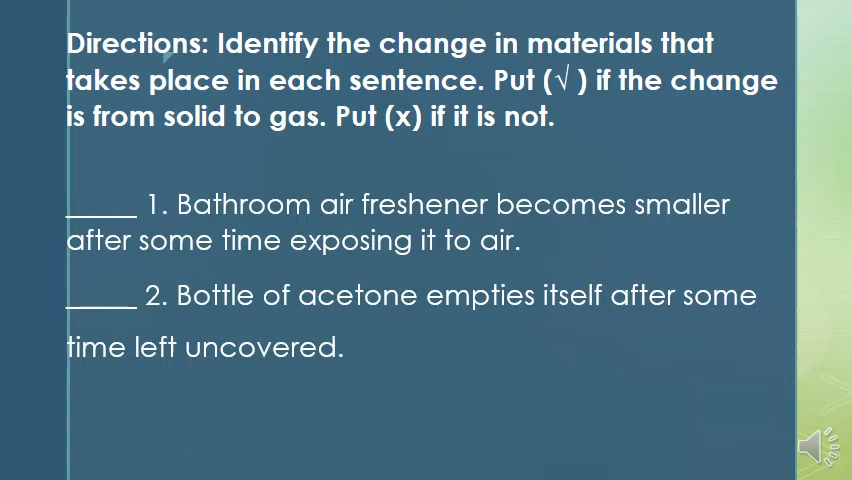 Directions: Identify the change in materials that
takes place in each sentence. Put (√ ) if the change
is from solid to gas. Put (x) if it is not.
_____ 1. Bathroom air freshener becomes smaller
after some time exposing it to air.
_____ 2. Bottle of acetone empties itself after some
time left uncovered.